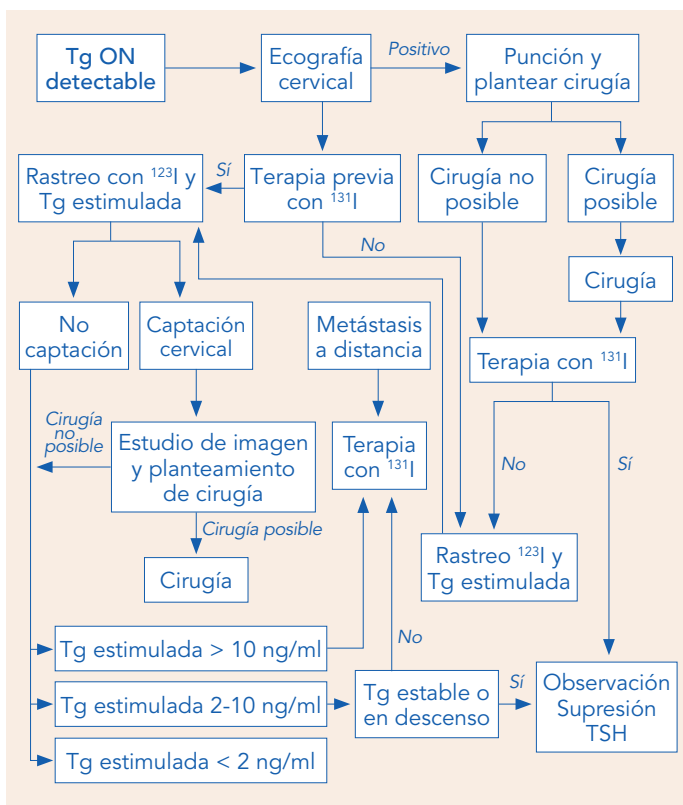 Tg ON
detectable
Ecografía
cervical
Positivo
Punción y
plantear cirugía
Rastreo con ¹²³I y
Tg estimulada
Sí
Terapia previa
con ¹³¹I
Cirugía no
posible
Cirugía
posible
No
Cirugía
No
captación
Captación
cervical
Metástasis
a distancia
Terapia con ¹³¹I
Cirugía
no
posible
Estudio de imagen
y planteamiento
de cirugía
Terapia
con ¹³¹I
No
Sí
Cirugía posible
Cirugía
Rastreo ¹²³I y
Tg estimulada
Tg estimulada > 10 ng/ml
No
Tg estimulada 2-10 ng/ml
Tg estable o
en descenso
Sí
Observación
Supresión
TSH
Tg estimulada < 2 ng/ml